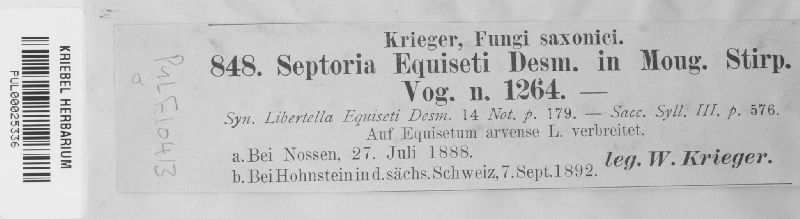 KRIEBEL HERBARIUM
PUL00025336
PulF10413
a
Krieger, Fungi saxonici.
848. Septoria Equiseti Desm. in Moug. Stirp.
Vog. n. 1264. —
Syn. Libertella Equiseti Desm. 14 Not. p. 179. — Sacc. Syll. III. p. 576.
Auf Equisetum arvense L. verbreitet.
a. Bei Nossen, 27. Juli 1888.
b. Bei Hohnstein in d. sächs. Schweiz, 7. Sept. 1892.
leg. W. Krieger.